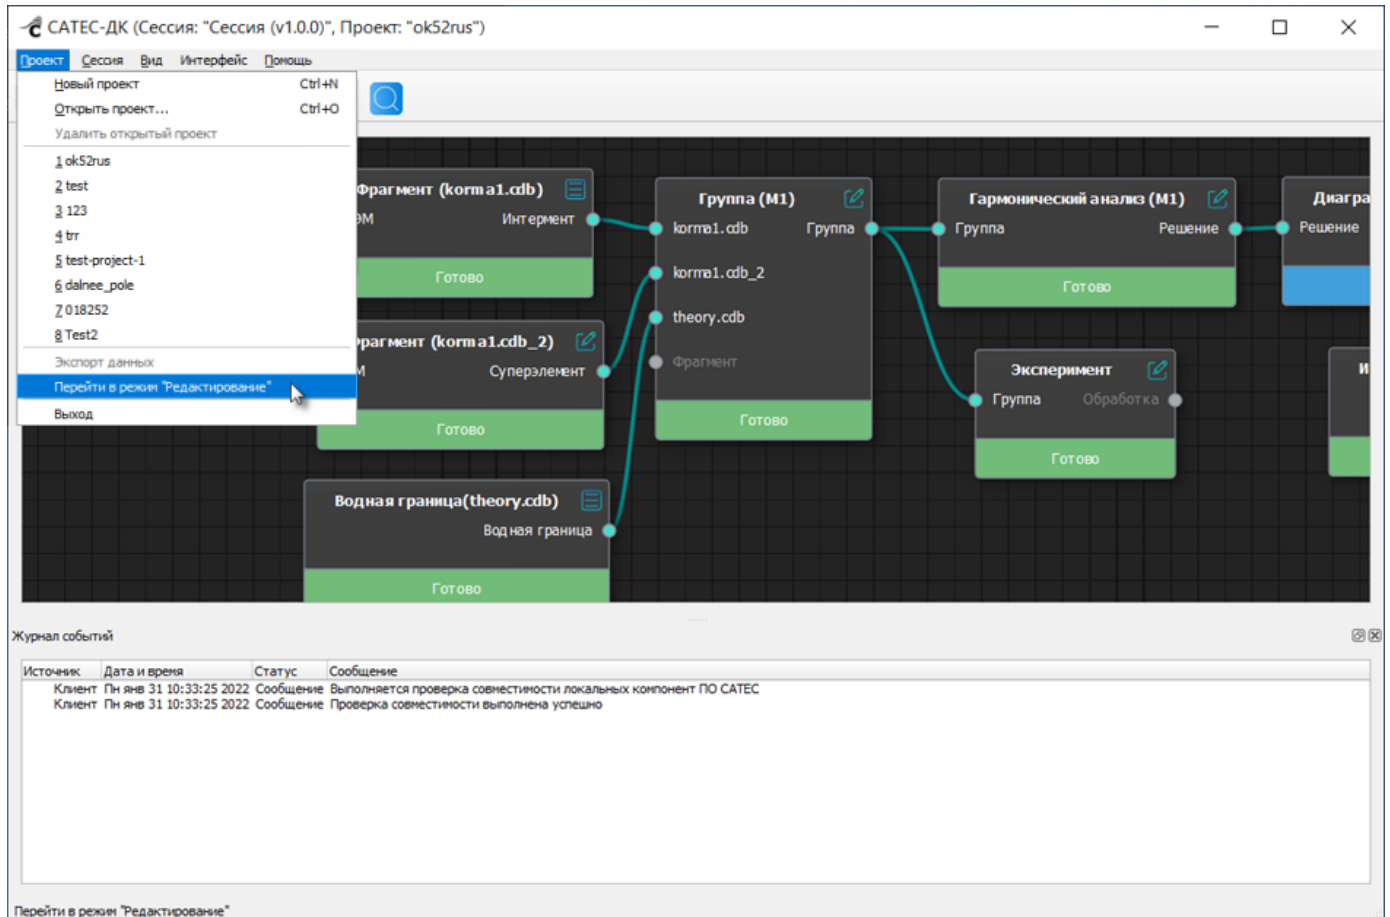 САТЕС-ДК (Сессия: "Сессия (v1.0.0)", Проект: "ok52rus")
Проект Сессия Вид Интерфейс Помощь
Новый проект Ctrl+N
Открыть проект... Ctrl+O
Удалить открытый проект
1 ok52rus
2 test
3 123
4 trr
5 test-project-1
6 dalnee_pole
7 018252
8 Test2
Экспорт данных
Перейти в режим "Редактирование"
Выход
Фрагмент (korma1.cdb)
Интермент
Готово
(korma1.cdb_2)
Суперэлемент
Готово
Водная граница(theory.cdb)
Водная граница
Готово
Группа (М1)
korma1.cdb Группа
korma1.cdb_2
theory.cdb
Фрагмент
Готово
Гармонический анализ (М1)
Группа Решение
Готово
Эксперимент
Группа Обработка
Готово
Диагра
Решение
И
Журнал событий
Источник Дата и время Статус Сообщение
Клиент Пн янв 31 10:33:25 2022 Сообщение Выполняется проверка совместимости локальных компонент ПО САТЕС
Клиент Пн янв 31 10:33:25 2022 Сообщение Проверка совместимости выполнена успешно
Перейти в режим "Редактирование"